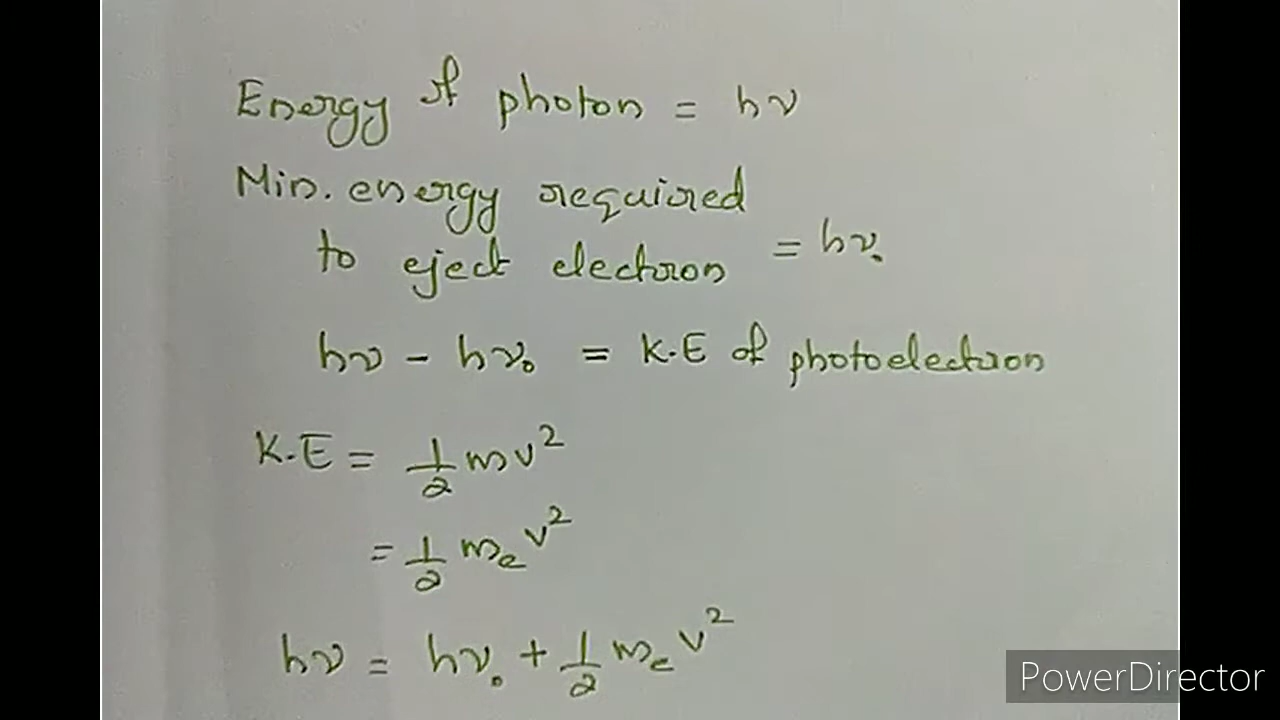 Energy of photon = hν
Min. energy required
to eject electron = hν₀
hν - hν₀ = K.E of photoelectron
K.E = 1/2 mv²
= 1/2 mₑv²
hν = hν₀ + 1/2 mₑv²
PowerDirector